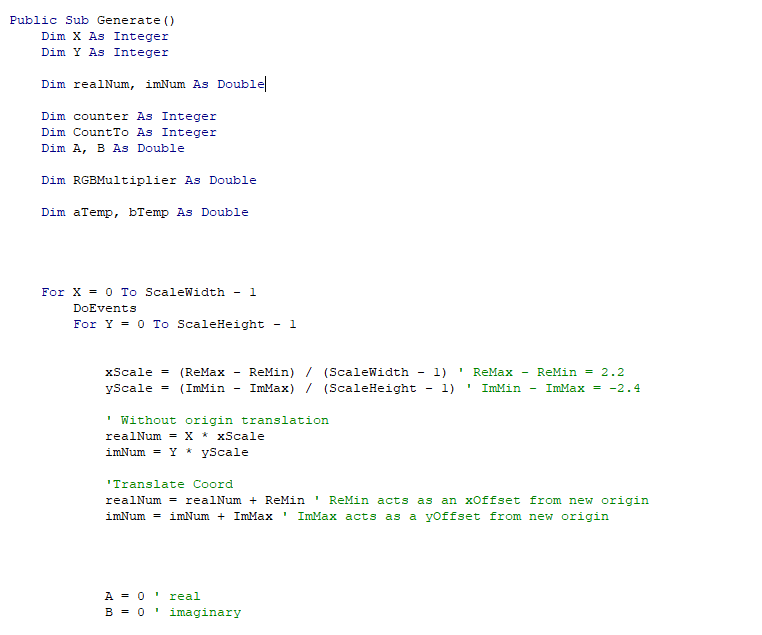 Public Sub Generate()
Dim X As Integer
Dim Y As Integer
Dim realNum, imNum As Double
Dim counter As Integer
Dim CountTo As Integer
Dim A, B As Double
Dim RGBMultiplier As Double
Dim aTemp, bTemp As Double
For X = 0 To ScaleWidth - 1
DoEvents
For Y = 0 To ScaleHeight - 1
xScale = (ReMax - ReMin) / (ScaleWidth - 1) ' ReMax - ReMin = 2.2
yScale = (ImMin - ImMax) / (ScaleHeight - 1) ' ImMin - ImMax = -2.4
' Without origin translation
realNum = X * xScale
imNum = Y * yScale
'Translate Coord
realNum = realNum + ReMin ' ReMin acts as an xOffset from new origin
imNum = imNum + ImMax ' ImMax acts as a yOffset from new origin
A = 0 ' real
B = 0 ' imaginary